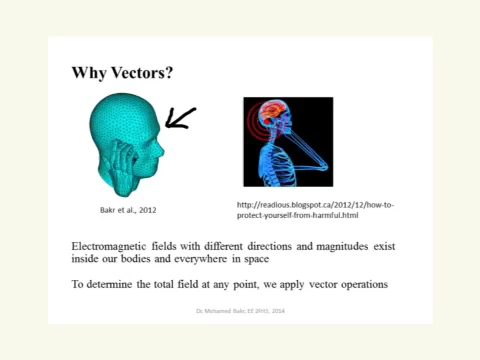 Why Vectors?
Bakr et al., 2012
http://readious.blogspot.ca/2012/12/how-to-
protect-yourself-from-harmful.html
Electromagnetic fields with different directions and magnitudes exist
inside our bodies and everywhere in space
To determine the total field at any point, we apply vector operations
Dr. Mohamed Bakr, EE 2FH3, 2014